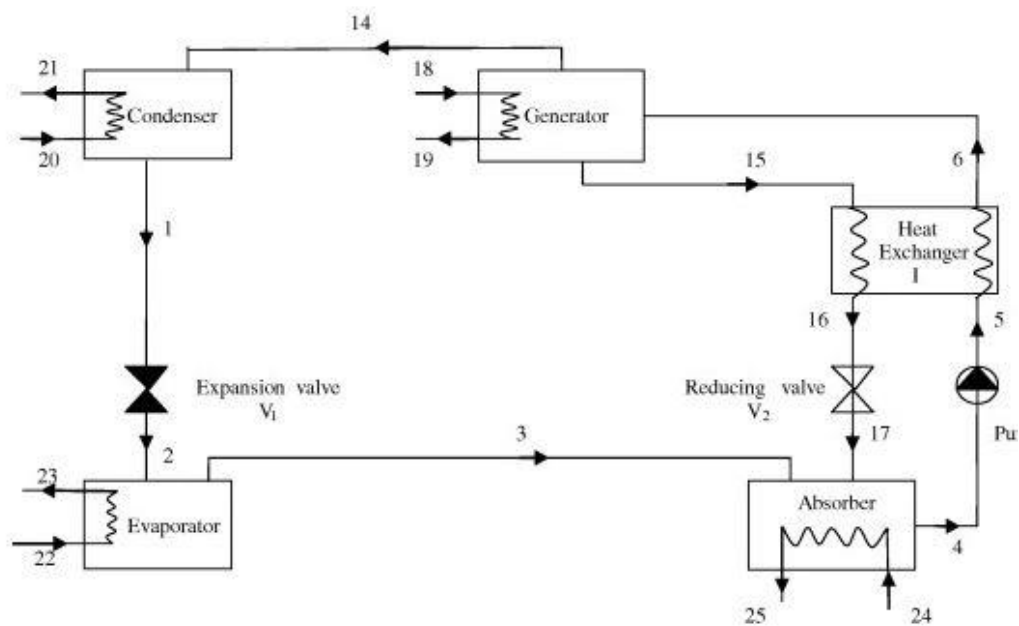 14
21
18
Condenser
Generator
20
19
15
6
1
Heat
Exchanger
1
16
5
Expansion valve
V1
Reducing valve
V2
2
3
17
Pu
23
Evaporator
Absorber
22
4
25
24